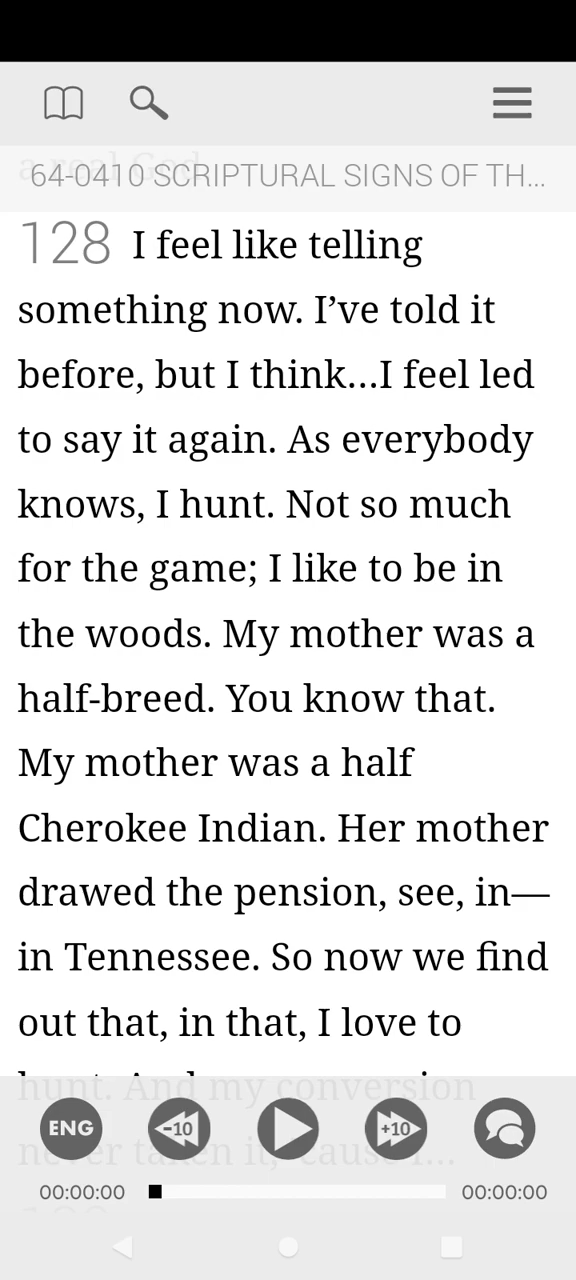 a real God.
64-0410 SCRIPTURAL SIGNS OF TH...
128 I feel like telling
something now. I’ve told it
before, but I think...I feel led
to say it again. As everybody
knows, I hunt. Not so much
for the game; I like to be in
the woods. My mother was a
half-breed. You know that.
My mother was a half
Cherokee Indian. Her mother
drawed the pension, see, in—
in Tennessee. So now we find
out that, in that, I love to
hunt. And my conversion
never taken it, ’cause I...
ENG -10 +10
00:00:00 00:00:00